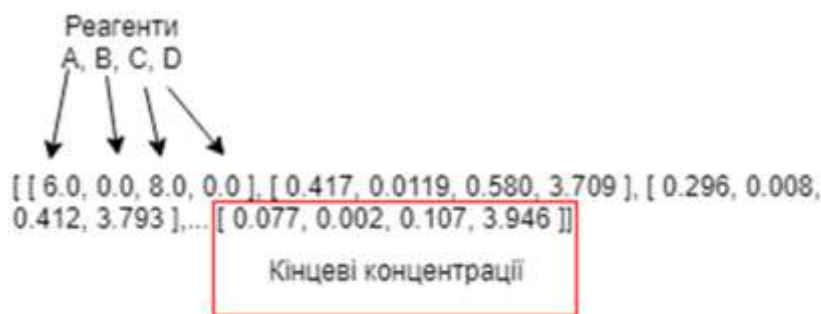 Реагенти
A, B, C, D
[ [ 6.0, 0.0, 8.0, 0.0 ], [ 0.417, 0.0119, 0.580, 3.709 ], [ 0.296, 0.008,
0.412, 3.793 ],... [ 0.077, 0.002, 0.107, 3.946 ]]
Кінцеві концентрації